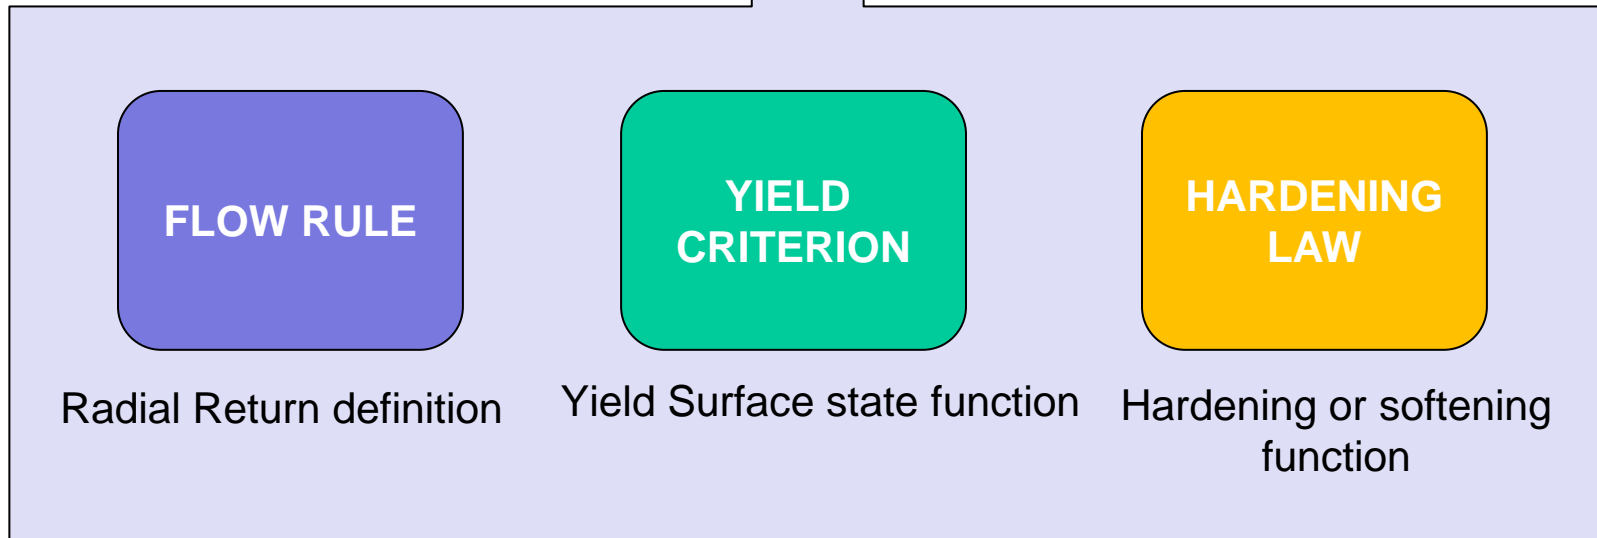 FLOW RULE
YIELD
CRITERION
HARDENING
LAW
Radial Return definition
Yield Surface state function
Hardening or softening
function